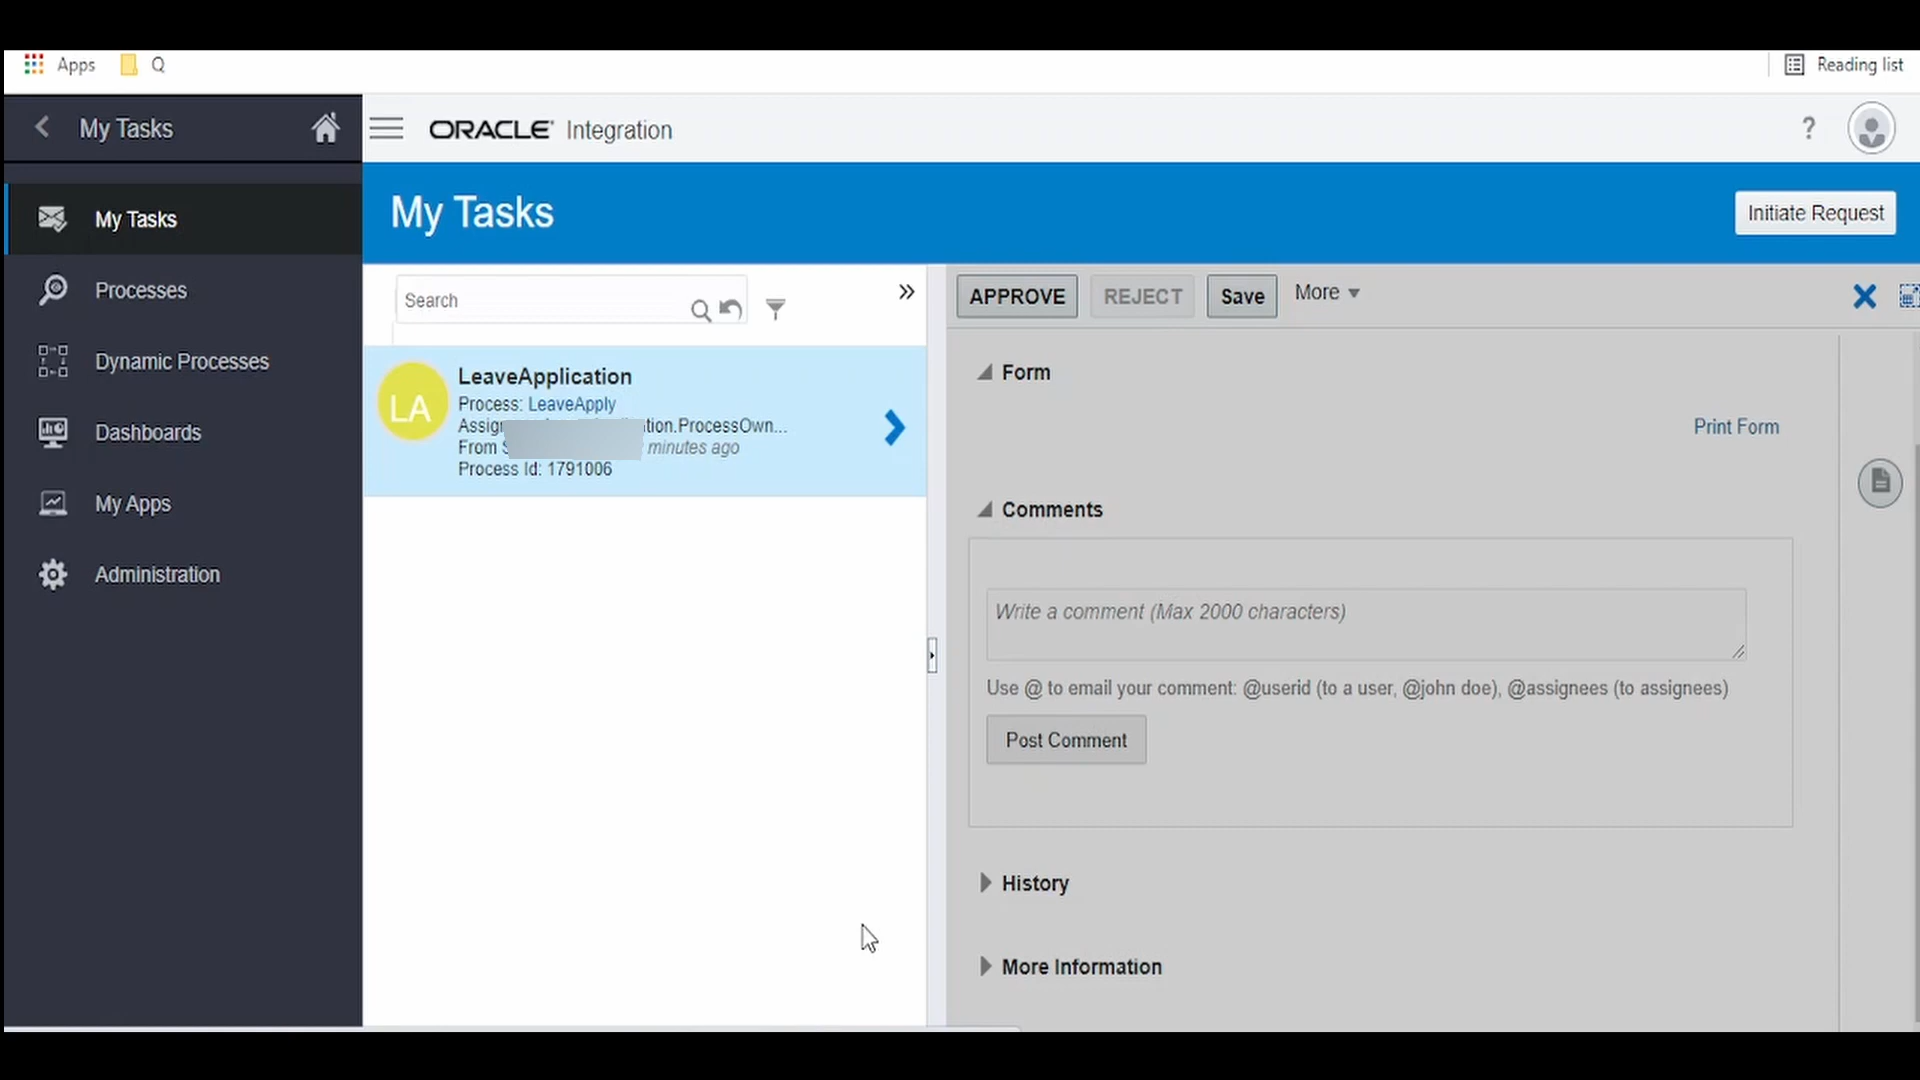 Apps Q Reading list
My Tasks
ORACLE Integration ?
My Tasks
Processes
Dynamic Processes
Dashboards
My Apps
Administration
My Tasks
Initiate Request
Search
LA
LeaveApplication
Process: LeaveApply
tion.ProcessOwn...
From minutes ago
Process Id: 1791006
APPROVE REJECT Save More
Form
Print Form
Comments
Write a comment (Max 2000 characters)
Use @ to email your comment: @userid (to a user, @john doe), @assignees (to assignees)
Post Comment
History
More Information